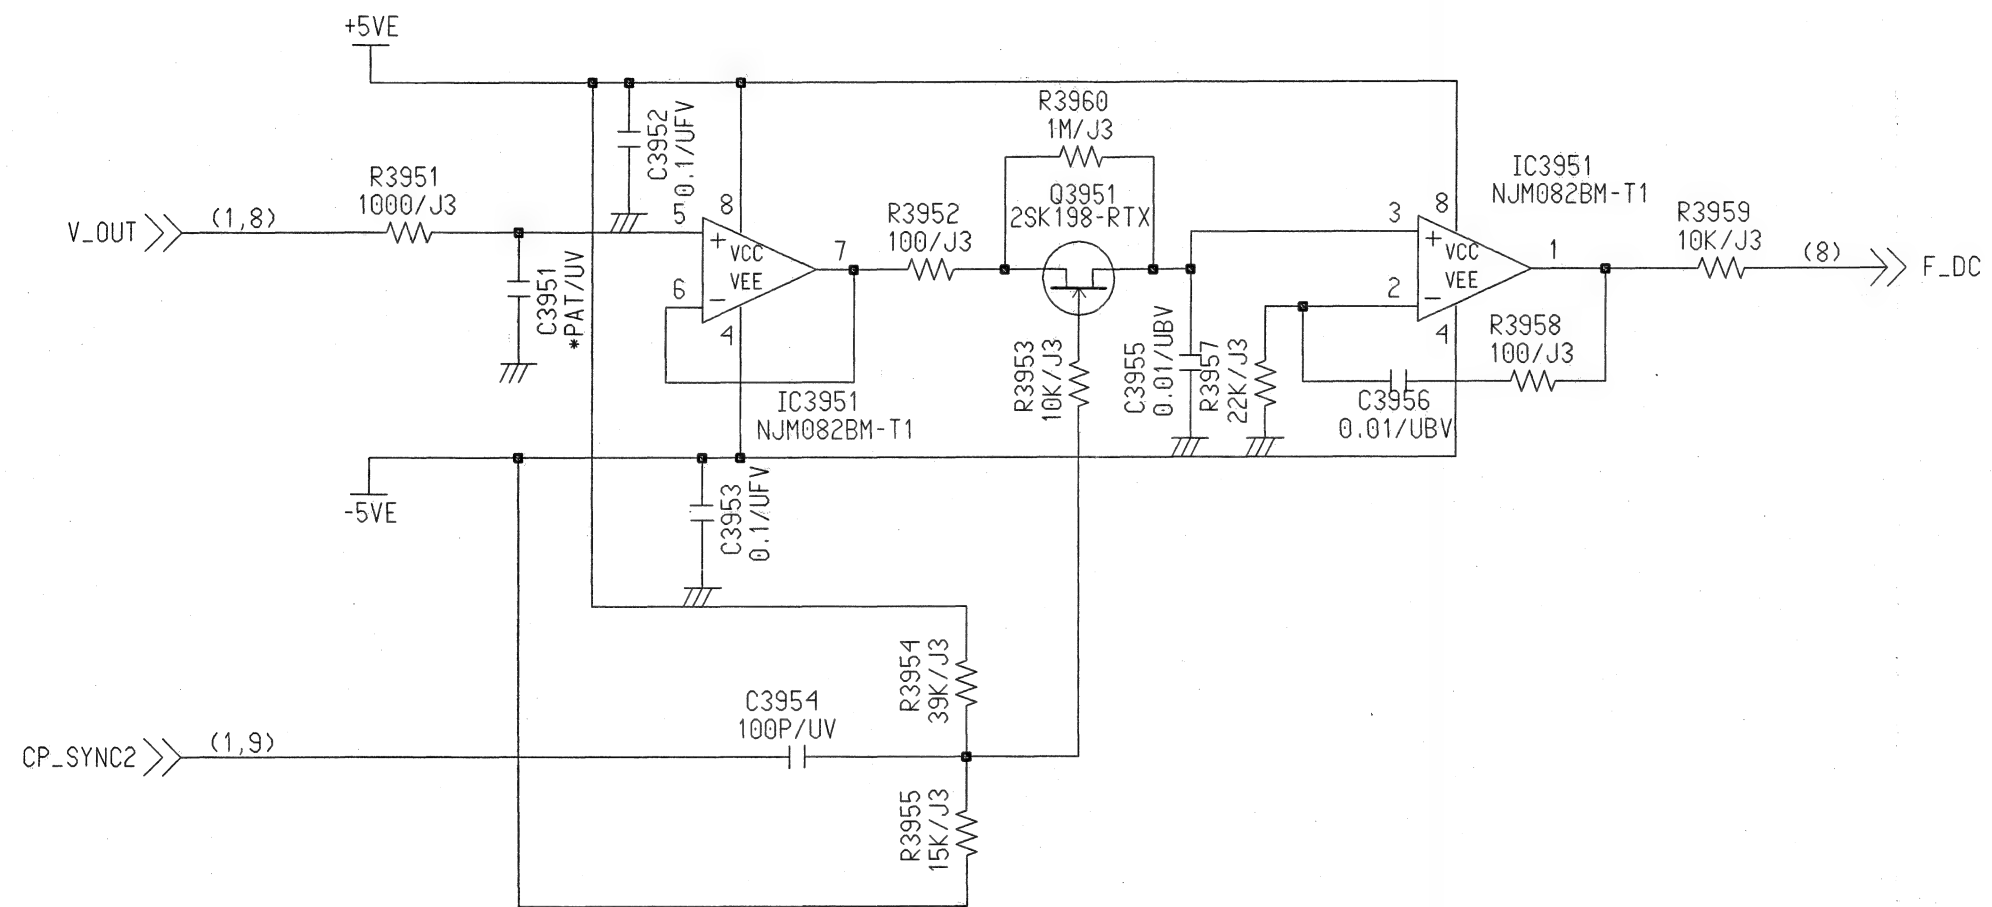 +5VE
R3960
1M/J3
C3952
0.1/UFV
IC3951
NJM082BM-T1
R3951
1000/J3
Q3951
2SK198-RTX
R3952
100/J3
R3959
10K/J3
V_OUT
(1,8)
5
8
+
VCC
VEE
6
−
4
7
3
8
+
VCC
VEE
2
−
4
1
(8)
F_DC
C3951
*PAT/UV
R3953
10K/J3
C3955
0.01/UBV
R3957
22K/J3
R3958
100/J3
C3956
0.01/UBV
IC3951
NJM082BM-T1
-5VE
C3953
0.1/UFV
R3954
39K/J3
C3954
100P/UV
CP_SYNC2
(1,9)
R3955
15K/J3